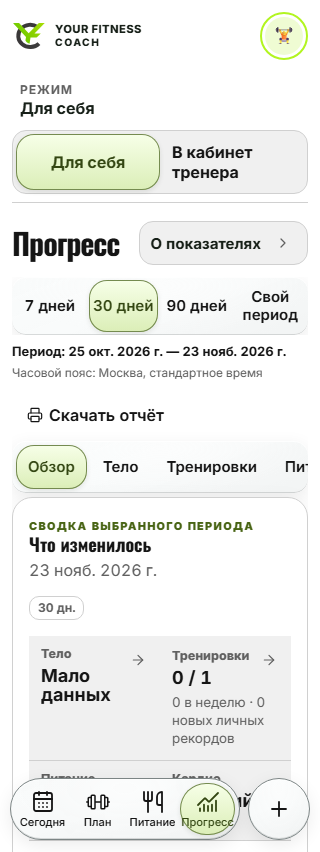 YOUR FITNESS
COACH
РЕЖИМ
Для себя
Для себя
В кабинет
тренера
Прогресс
О показателях
7 дней
30 дней
90 дней
Свой
период
Период: 25 окт. 2026 г. — 23 нояб. 2026 г.
Часовой пояс: Москва, стандартное время
Скачать отчёт
Обзор
Тело
Тренировки
Пит
СВОДКА ВЫБРАННОГО ПЕРИОДА
Что изменилось
23 нояб. 2026 г.
30 дн.
Тело
Мало
данных
Тренировки
0 / 1
0 в неделю · 0
новых личных
рекордов
Питание
Кардио
Сегодня
План
Питание
Прогресс